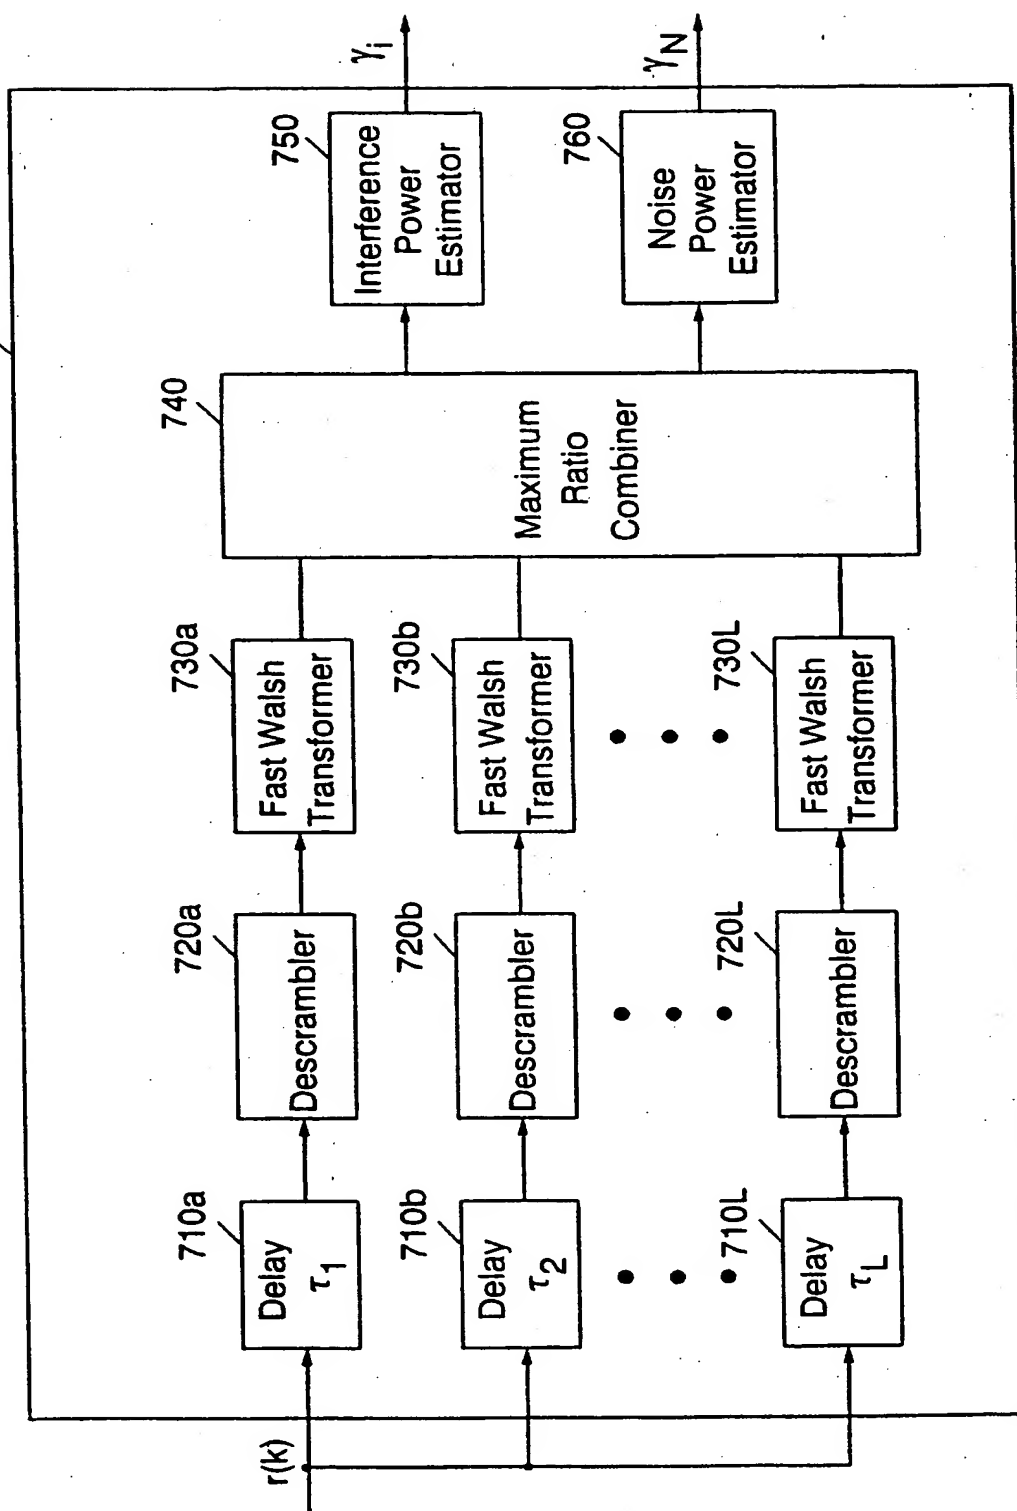 r(k)
710a
Delay
τ1
720a
Descrambler
730a
Fast Walsh
Transformer
710b
Delay
τ2
720b
Descrambler
730b
Fast Walsh
Transformer
710L
Delay
τL
720L
Descrambler
730L
Fast Walsh
Transformer
740
Maximum
Ratio
Combiner
750
Interference
Power
Estimator
γi
760
Noise
Power
Estimator
γN